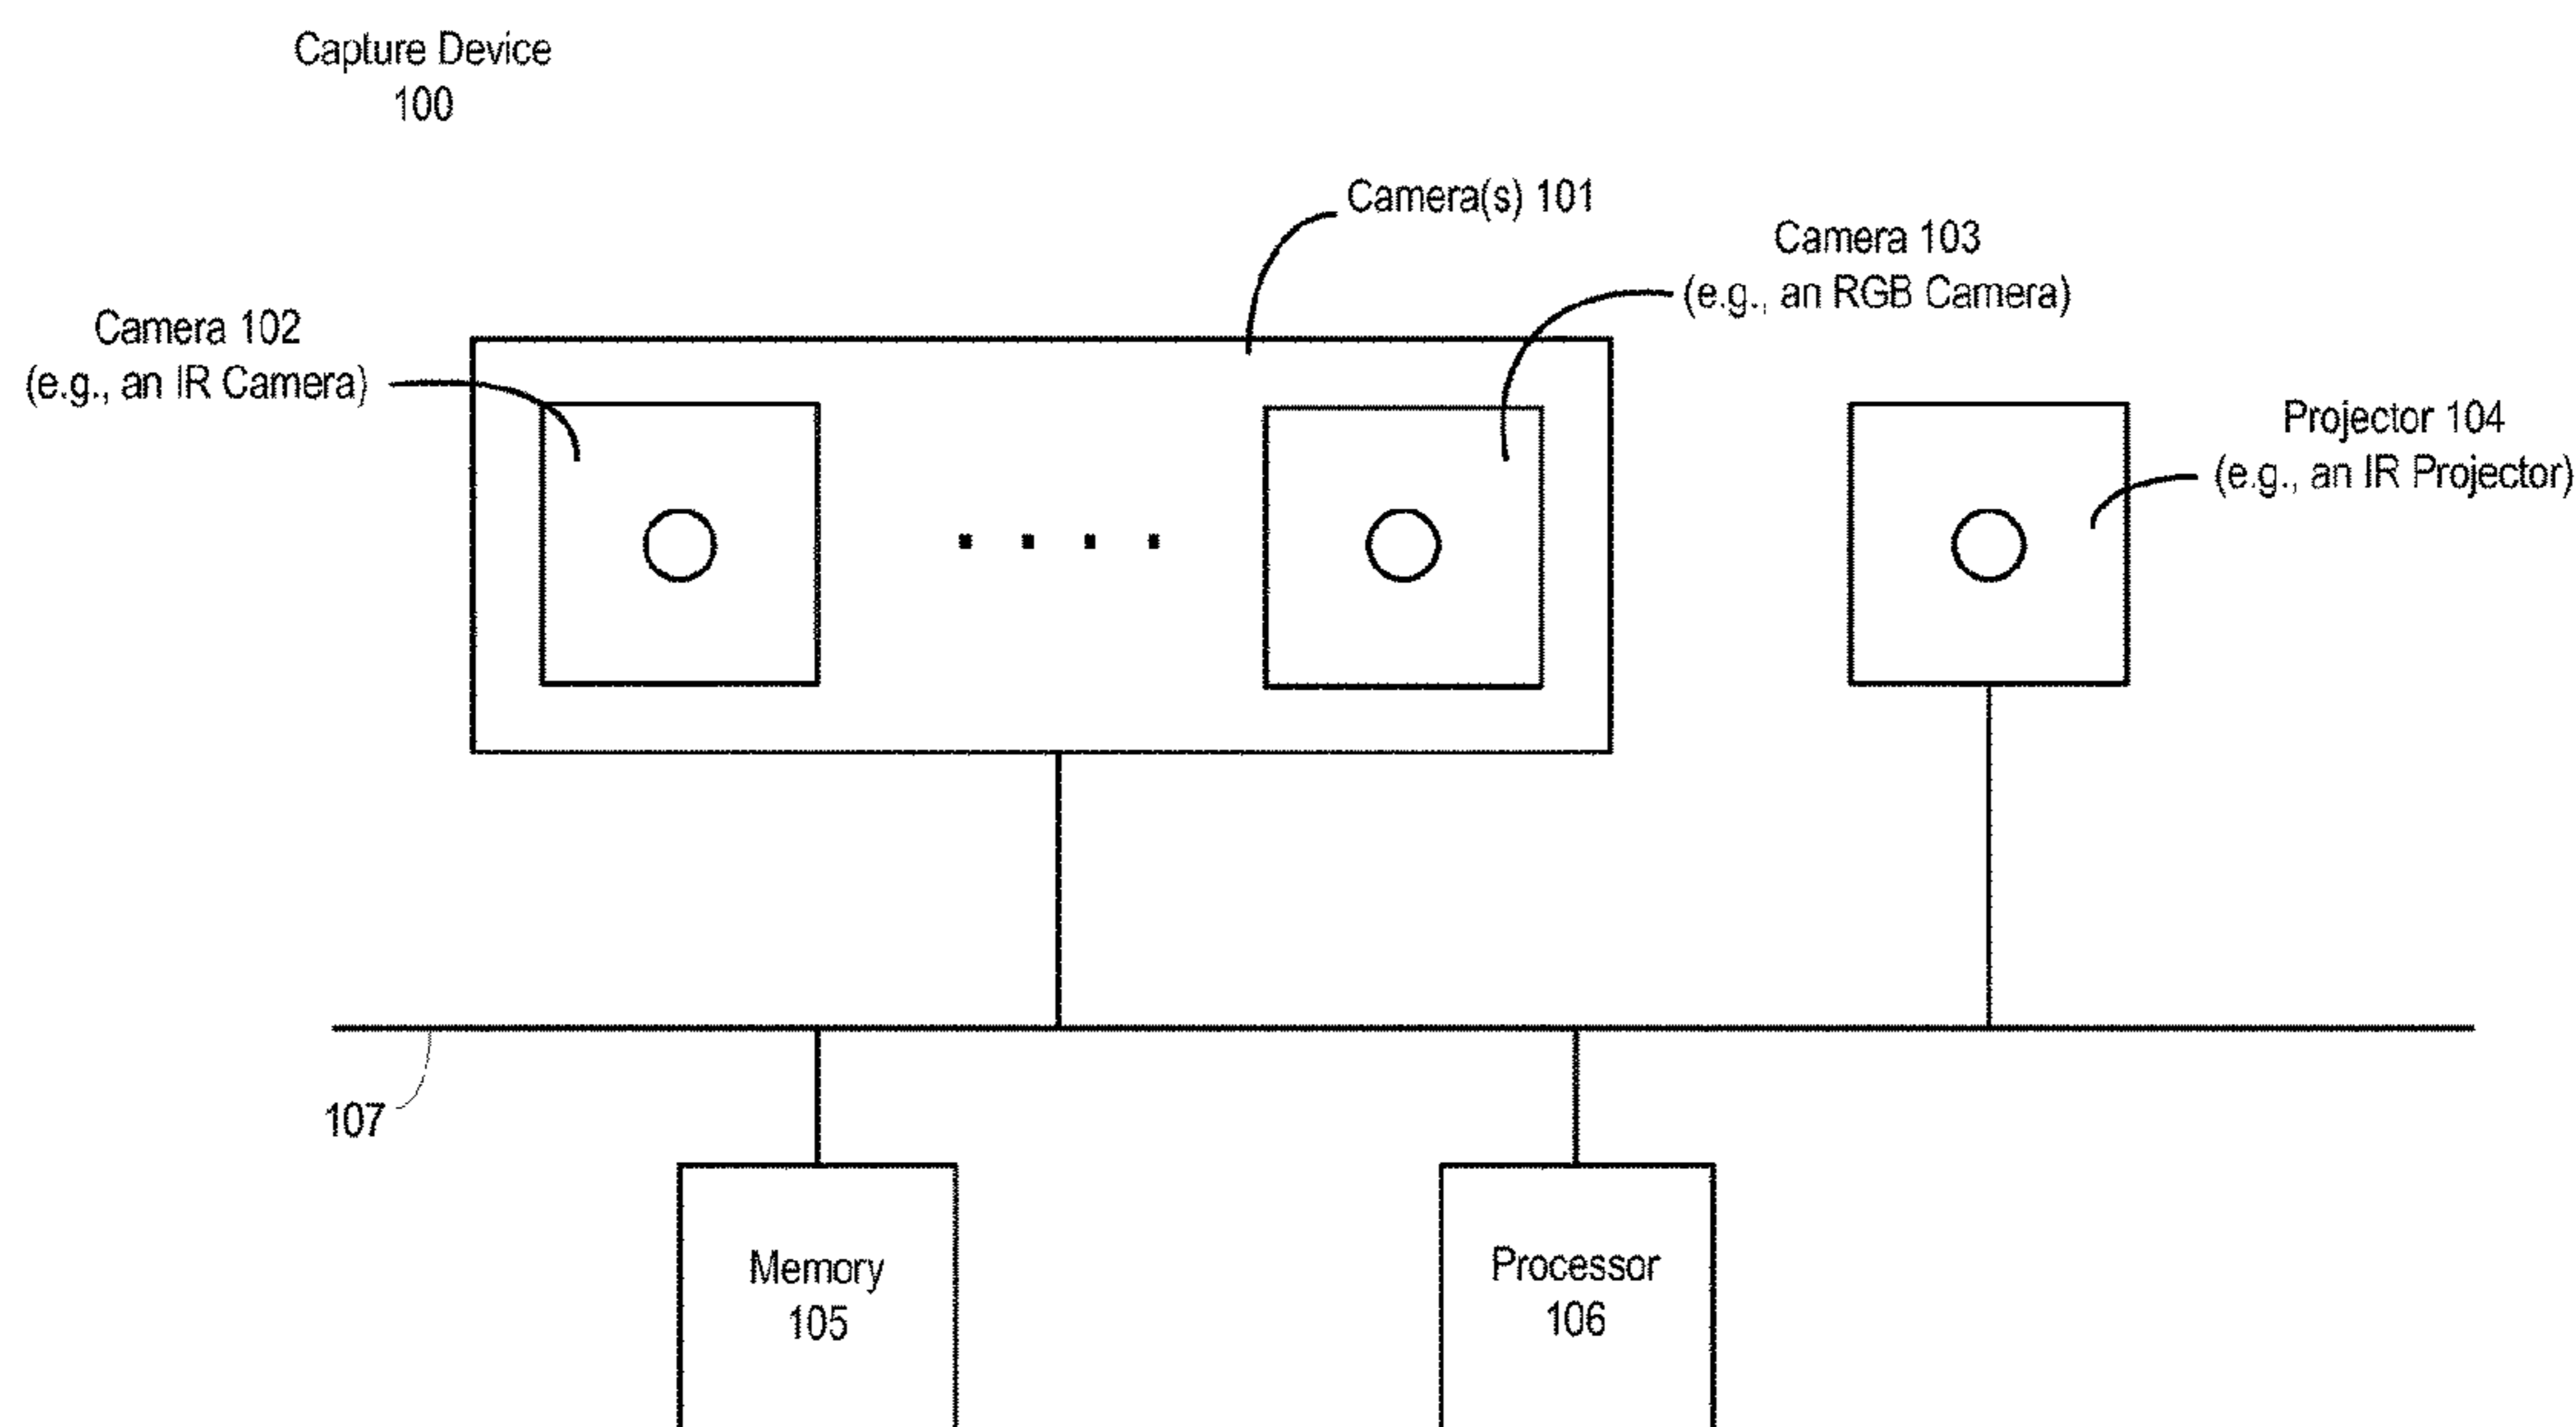 Capture Device
100
Camera(s) 101
Camera 103
(e.g., an RGB Camera)
Camera 102
(e.g., an IR Camera)
Projector 104
(e.g., an IR Projector)
107
Memory
105
Processor
106